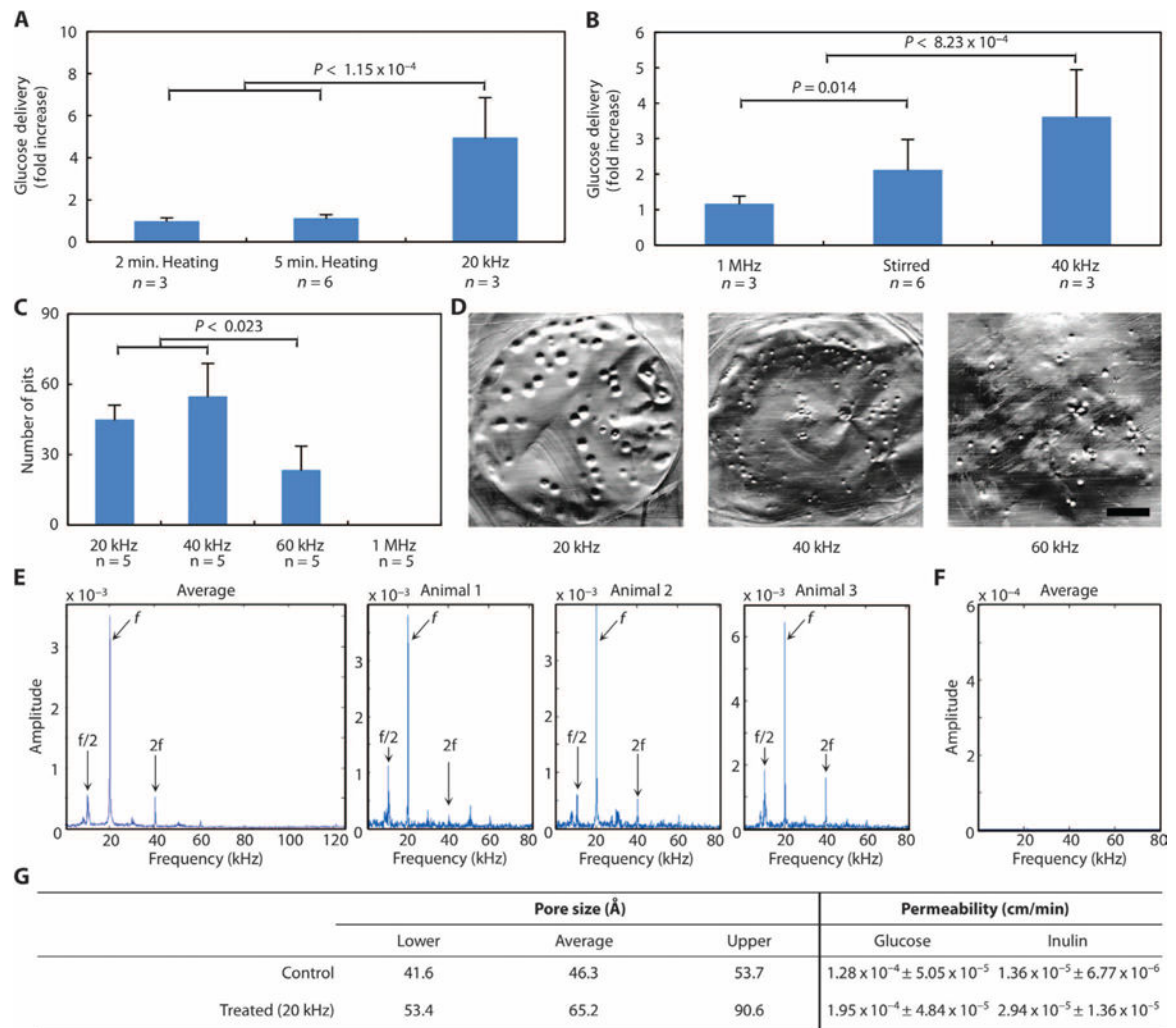 A
10
8
6
4
2
0
Glucose delivery
(fold increase)
P < 1.15 x 10⁻⁴
2 min. Heating
n = 3
5 min. Heating
n = 6
20 kHz
n = 3
B
6
5
4
3
2
1
0
Glucose delivery
(fold increase)
P < 8.23 x 10⁻⁴
P = 0.014
1 MHz
n = 3
Stirred
n = 6
40 kHz
n = 3
C
90
60
30
0
Number of pits
P < 0.023
20 kHz
n = 5
40 kHz
n = 5
60 kHz
n = 5
1 MHz
n = 5
D
20 kHz
40 kHz
60 kHz
E
x 10⁻³
Average
3
2
1
0
Amplitude
f
f/2
2f
20 40 60 80 100 120
Frequency (kHz)
x 10⁻³
Animal 1
3
2
1
0
f
f/2
2f
0 20 40 60 80
Frequency (kHz)
x 10⁻³
Animal 2
3
2
1
0
f
f/2
2f
0 20 40 60 80
Frequency (kHz)
x 10⁻³
Animal 3
6
4
2
0
f
f/2
2f
0 20 40 60 80
Frequency (kHz)
F
x 10⁻⁴
Average
6
4
2
0
Amplitude
20 40 60 80
Frequency (kHz)
G
Pore size (Å) Permeability (cm/min)
Lower Average Upper Glucose Inulin
Control 41.6 46.3 53.7 1.28 x 10⁻⁴ ± 5.05 x 10⁻⁵ 1.36 x 10⁻⁵ ± 6.77 x 10⁻⁶
Treated (20 kHz) 53.4 65.2 90.6 1.95 x 10⁻⁴ ± 4.84 x 10⁻⁵ 2.94 x 10⁻⁵ ± 1.36 x 10⁻⁵